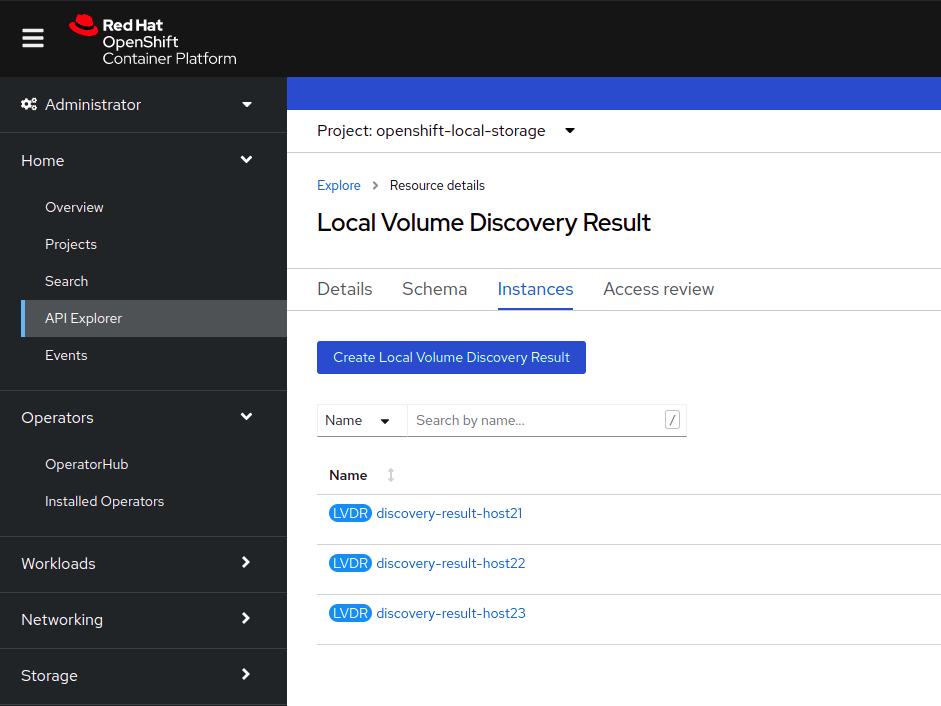 Red Hat
OpenShift
Container Platform
Administrator
Home
Overview
Projects
Search
API Explorer
Events
Operators
OperatorHub
Installed Operators
Workloads
Networking
Storage
Project: openshift-local-storage
Explore > Resource details
Local Volume Discovery Result
Details Schema Instances Access review
Create Local Volume Discovery Result
Name Search by name... /
Name
LVDR discovery-result-host21
LVDR discovery-result-host22
LVDR discovery-result-host23